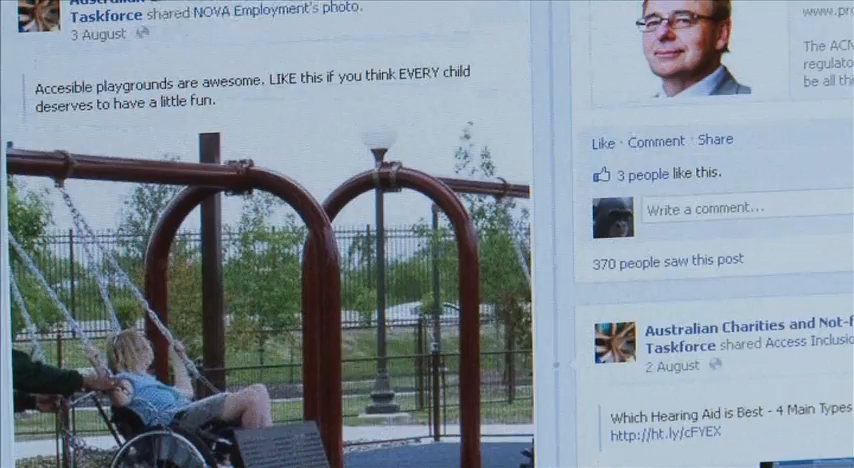 Australian
Taskforce shared NOVA Employment's photo.
3 August
Accesible playgrounds are awesome. LIKE this if you think EVERY child
deserves to have a little fun.
The ACN
regulato
be all thi
Like · Comment · Share
3 people like this.
Write a comment...
370 people saw this post
Australian Charities and Not-f
Taskforce shared Access Inclusio
2 August
Which Hearing Aid is Best - 4 Main Types
http://ht.ly/cFYEX